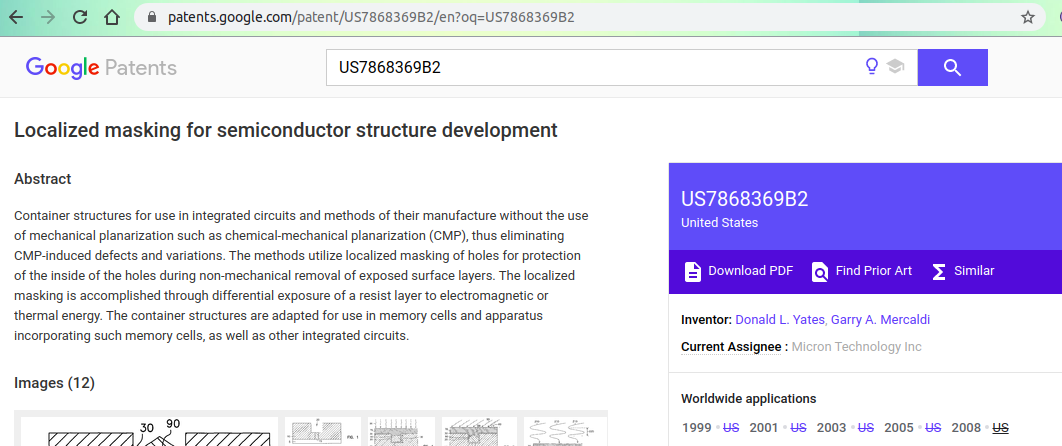 patents.google.com/patent/US7868369B2/en?oq=US7868369B2
Google Patents
US7868369B2
Localized masking for semiconductor structure development
Abstract
Container structures for use in integrated circuits and methods of their manufacture without the use
of mechanical planarization such as chemical-mechanical planarization (CMP), thus eliminating
CMP-induced defects and variations. The methods utilize localized masking of holes for protection
of the inside of the holes during non-mechanical removal of exposed surface layers. The localized
masking is accomplished through differential exposure of a resist layer to electromagnetic or
thermal energy. The container structures are adapted for use in memory cells and apparatus
incorporating such memory cells, as well as other integrated circuits.
Images (12)
30 90
US7868369B2
United States
Download PDF Find Prior Art Similar
Inventor: Donald L. Yates, Garry A. Mercaldi
Current Assignee : Micron Technology Inc
Worldwide applications
1999 • US 2001 • US 2003 • US 2005 • US 2008 • US